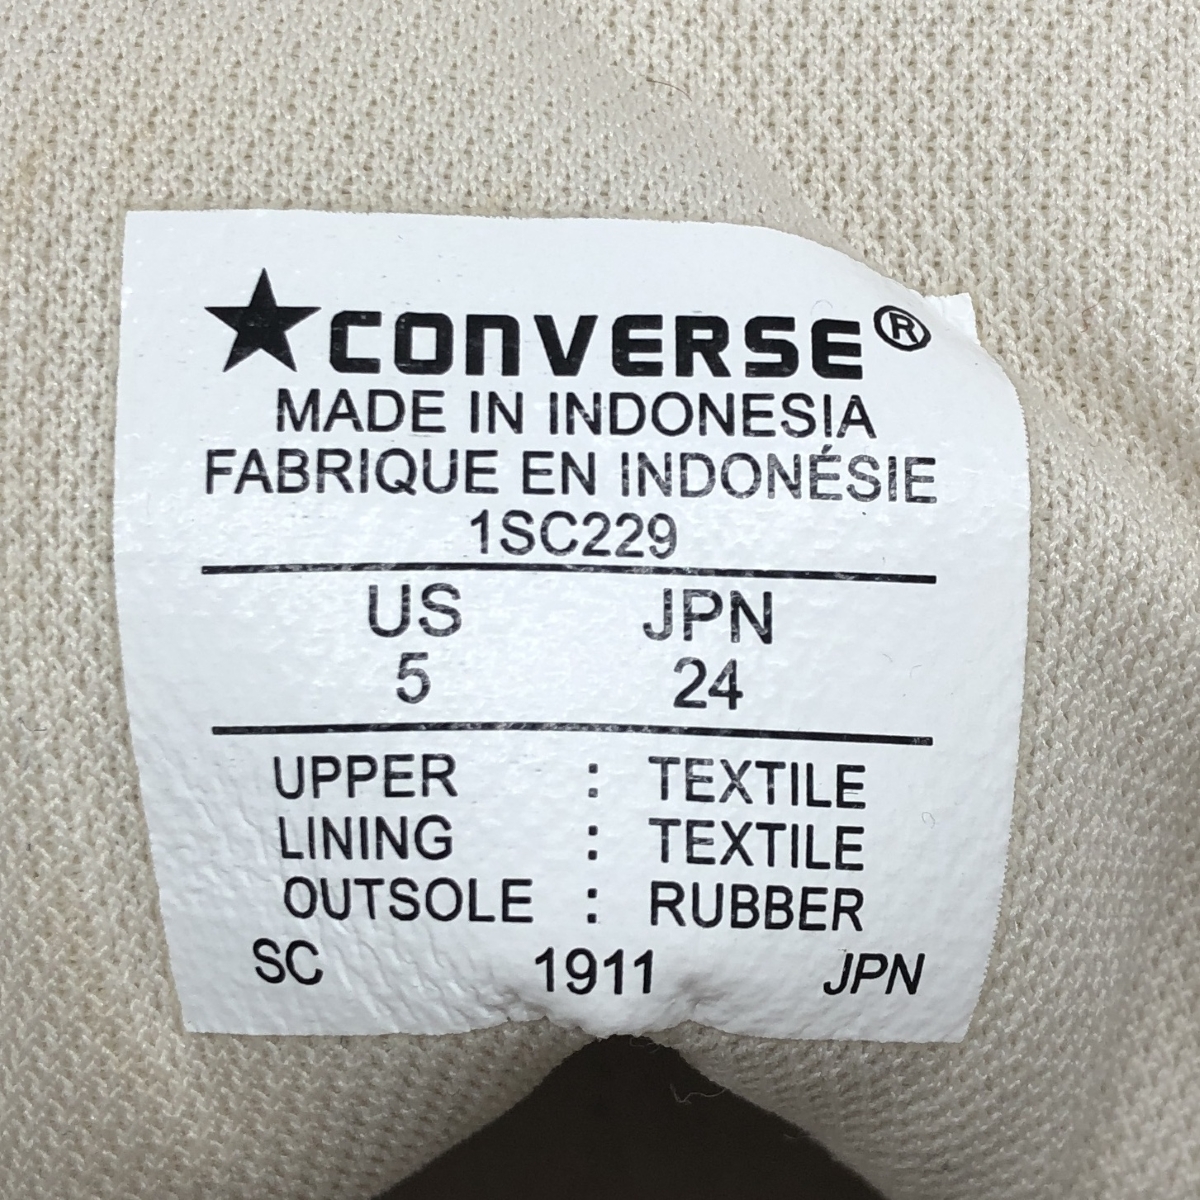 CONVERSE®
MADE IN INDONESIA
FABRIQUE EN INDONÉSIE
1SC229
US JPN
5 24
UPPER : TEXTILE
LINING : TEXTILE
OUTSOLE : RUBBER
SC 1911 JPN